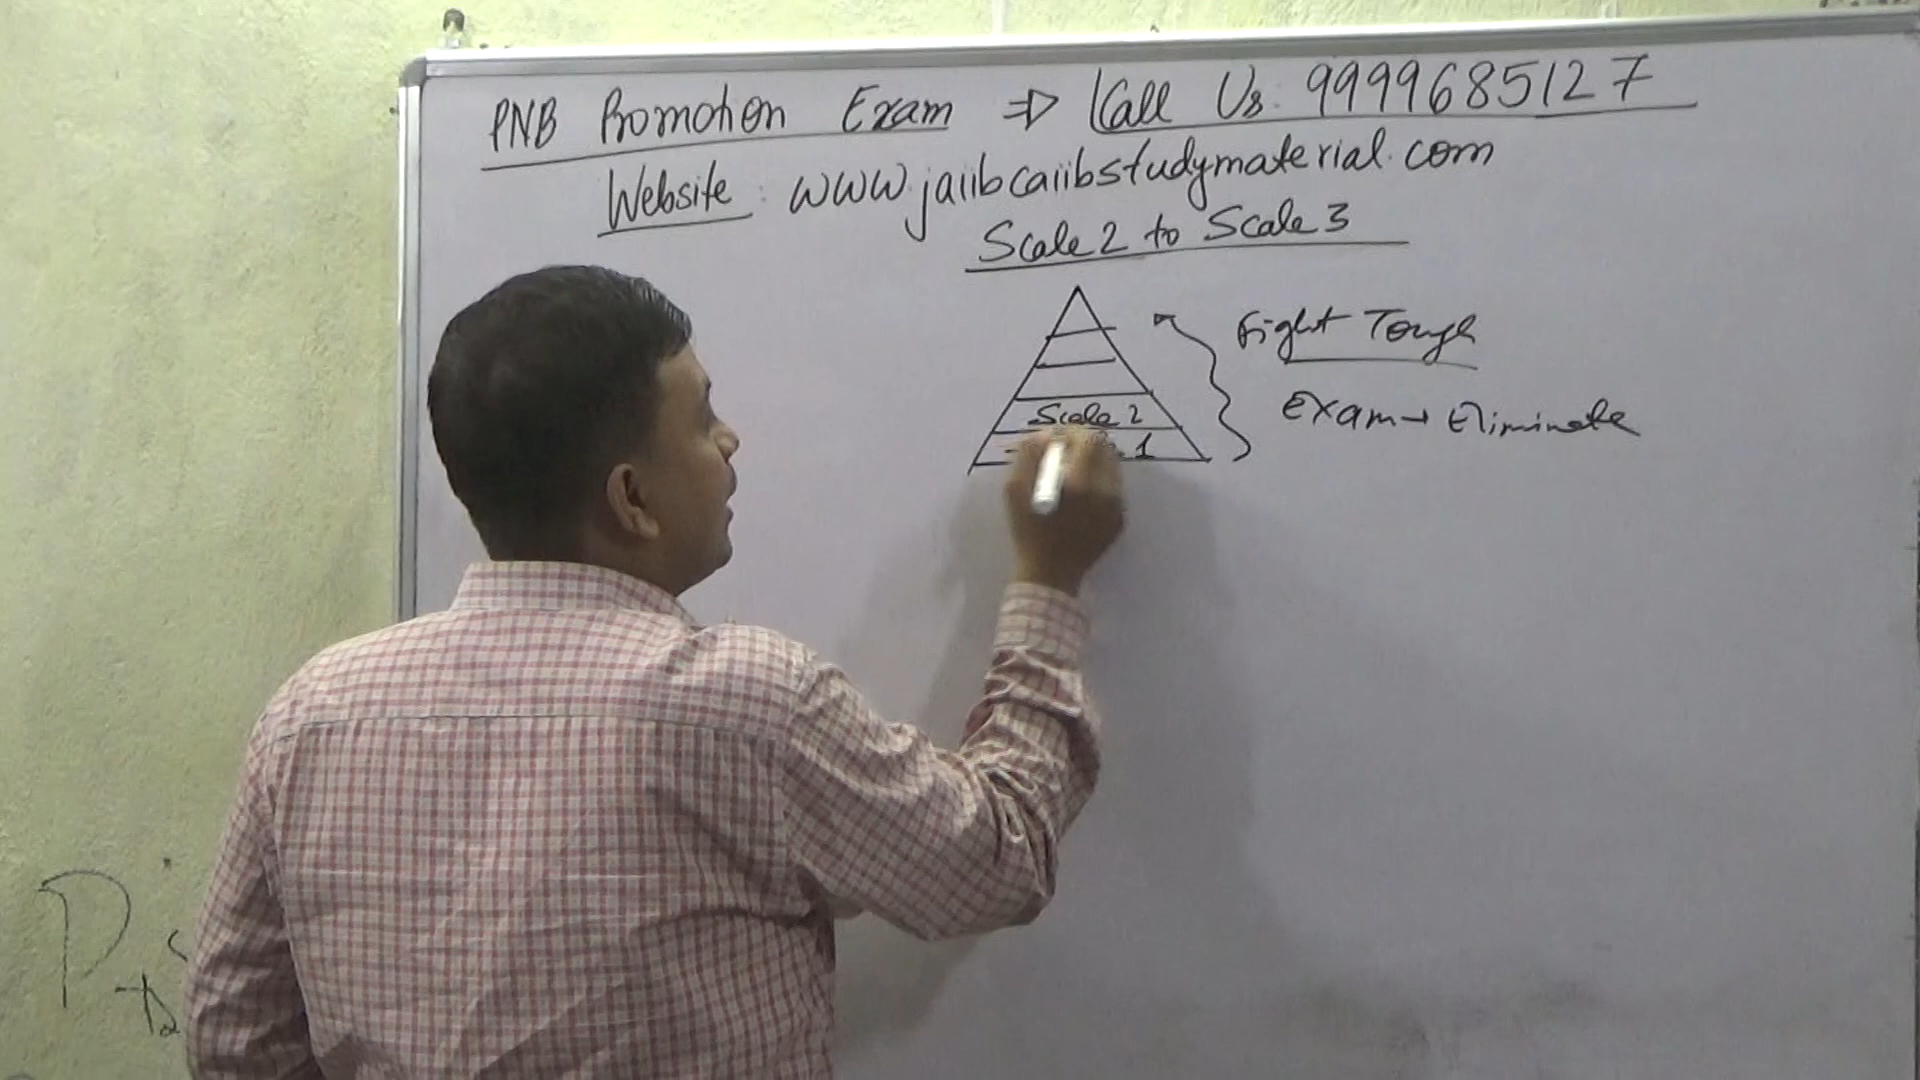 PNB Promotion Exam ⇒ Call Us: 9999685127
Website: www.jaiibcaiibstudymaterial.com
Scale 2 to Scale 3
Fight Tough
Scale 2
Exam → Eliminate
1